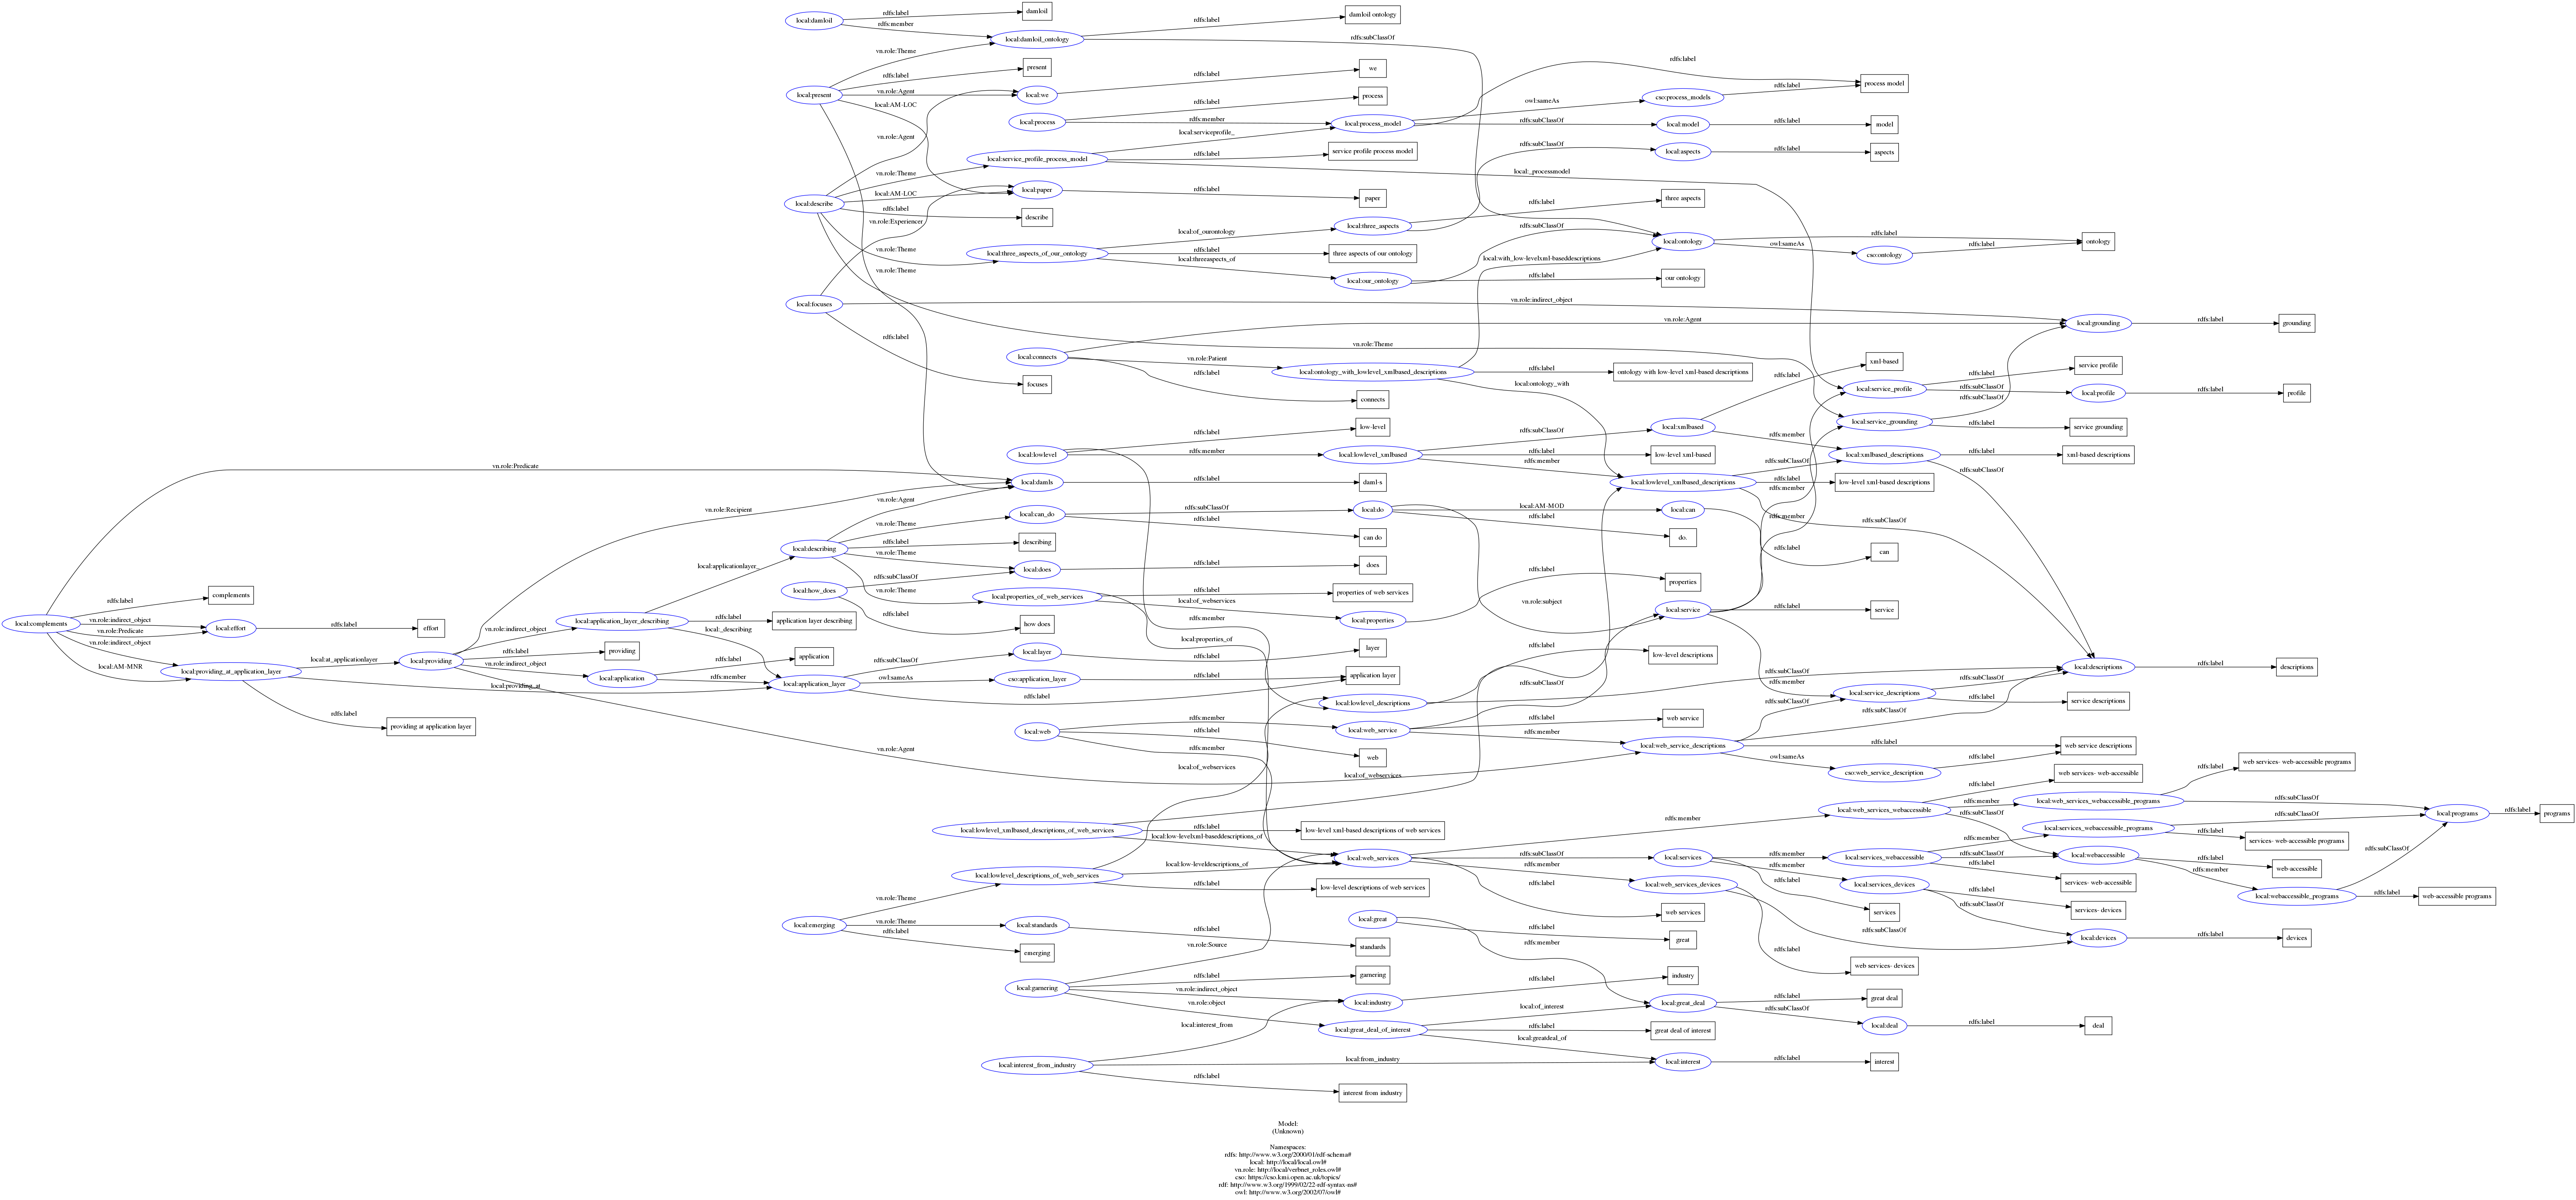 local:damloil
rdfs:label
damloil
rdfs:member
local:damloil_ontology
rdfs:label
damloil ontology
rdfs:subClassOf
vn.role:Theme
local:present
rdfs:label
present
vn.role:Agent
local:we
rdfs:label
we
local:AM-LOC
vn.role:Agent
vn.role:Theme
local:process
rdfs:label
process
rdfs:member
local:process_model
rdfs:label
process model
owl:sameAs
cso:process_models
rdfs:label
rdfs:subClassOf
local:model
rdfs:label
model
local:service_profile_process_model
local:serviceprofile_
rdfs:label
service profile process model
local:_processmodel
rdfs:subClassOf
local:aspects
rdfs:label
aspects
local:describe
vn.role:Theme
local:AM-LOC
local:paper
rdfs:label
paper
rdfs:label
describe
vn.role:Experiencer
vn.role:Theme
vn.role:Theme
local:three_aspects_of_our_ontology
local:of_ourontology
local:three_aspects
rdfs:label
three aspects
rdfs:label
three aspects of our ontology
local:threeaspects_of
local:our_ontology
rdfs:subClassOf
rdfs:label
our ontology
local:ontology
rdfs:label
ontology
owl:sameAs
cso:ontology
rdfs:label
local:with_low-levelxml-baseddescriptions
local:focuses
vn.role:indirect_object
rdfs:label
focuses
local:connects
vn.role:Agent
local:grounding
rdfs:label
grounding
vn.role:Patient
local:ontology_with_lowlevel_xmlbased_descriptions
rdfs:label
ontology with low-level xml-based descriptions
local:ontology_with
rdfs:label
connects
local:service_profile
rdfs:label
service profile
rdfs:subClassOf
local:profile
rdfs:label
profile
rdfs:subClassOf
local:service_grounding
rdfs:label
service grounding
local:xmlbased
rdfs:label
xml-based
rdfs:member
local:xmlbased_descriptions
rdfs:label
xml-based descriptions
rdfs:subClassOf
local:lowlevel
rdfs:label
low-level
rdfs:member
local:lowlevel_xmlbased
rdfs:subClassOf
rdfs:label
low-level xml-based
rdfs:member
local:lowlevel_xmlbased_descriptions
rdfs:subClassOf
rdfs:label
low-level xml-based descriptions
rdfs:member
rdfs:member
rdfs:subClassOf
vn.role:Predicate
local:damls
rdfs:label
daml-s
vn.role:Recipient
vn.role:Agent
local:describing
vn.role:Theme
local:can_do
rdfs:subClassOf
local:do
local:AM-MOD
local:can
rdfs:label
can do
rdfs:label
do.
rdfs:label
can
rdfs:label
describing
vn.role:Theme
local:does
rdfs:label
does
local:how_does
rdfs:subClassOf
rdfs:label
how does
vn.role:Theme
local:properties_of_web_services
rdfs:label
properties of web services
local:of_webservices
local:properties
rdfs:label
properties
rdfs:member
local:properties_of
vn.role:subject
local:service
rdfs:label
service
local:complements
rdfs:label
complements
vn.role:indirect_object
vn.role:Predicate
local:effort
rdfs:label
effort
vn.role:indirect_object
local:AM-MNR
local:providing_at_application_layer
local:at_applicationlayer
local:providing
local:providing_at
rdfs:label
providing at application layer
vn.role:indirect_object
local:application_layer_describing
local:applicationlayer_
rdfs:label
application layer describing
local:_describing
rdfs:label
providing
vn.role:indirect_object
local:application
rdfs:label
application
rdfs:member
local:application_layer
rdfs:subClassOf
local:layer
rdfs:label
layer
owl:sameAs
cso:application_layer
rdfs:label
application layer
rdfs:label
vn.role:Agent
local:lowlevel_descriptions
rdfs:label
low-level descriptions
rdfs:subClassOf
rdfs:subClassOf
local:descriptions
rdfs:label
descriptions
rdfs:member
local:service_descriptions
rdfs:subClassOf
rdfs:label
service descriptions
local:web
rdfs:member
local:web_service
rdfs:label
web service
rdfs:member
local:web_service_descriptions
rdfs:subClassOf
rdfs:subClassOf
rdfs:label
web service descriptions
owl:sameAs
cso:web_service_description
rdfs:label
rdfs:label
web
rdfs:member
local:of_webservices
local:of_webservices
local:lowlevel_xmlbased_descriptions_of_web_services
rdfs:label
low-level xml-based descriptions of web services
local:low-levelxml-baseddescriptions_of
local:web_services
rdfs:member
local:web_services_webaccessible
rdfs:label
web services- web-accessible
rdfs:member
local:web_services_webaccessible_programs
rdfs:label
web services- web-accessible programs
rdfs:subClassOf
rdfs:subClassOf
local:programs
rdfs:label
programs
rdfs:subClassOf
local:services
rdfs:member
local:services_webaccessible
rdfs:member
local:services_webaccessible_programs
rdfs:subClassOf
rdfs:label
services- web-accessible programs
rdfs:subClassOf
local:webaccessible
rdfs:label
web-accessible
rdfs:label
services- web-accessible
rdfs:member
local:webaccessible_programs
rdfs:subClassOf
rdfs:label
web-accessible programs
rdfs:member
local:services_devices
rdfs:label
services- devices
rdfs:subClassOf
rdfs:label
services
rdfs:member
local:web_services_devices
rdfs:subClassOf
local:devices
rdfs:label
devices
rdfs:label
web services- devices
rdfs:label
web services
local:lowlevel_descriptions_of_web_services
local:low-leveldescriptions_of
rdfs:label
low-level descriptions of web services
local:emerging
vn.role:Theme
vn.role:Theme
local:standards
rdfs:label
standards
rdfs:label
emerging
local:great
rdfs:label
great
rdfs:member
vn.role:Source
local:garnering
rdfs:label
garnering
vn.role:indirect_object
local:industry
rdfs:label
industry
vn.role:object
local:great_deal_of_interest
local:of_interest
local:great_deal
rdfs:label
great deal
rdfs:subClassOf
local:deal
rdfs:label
deal
rdfs:label
great deal of interest
local:greatdeal_of
local:interest
rdfs:label
interest
local:interest_from
local:interest_from_industry
local:from_industry
rdfs:label
interest from industry
Model:
(Unknown)
Namespaces:
rdfs: http://www.w3.org/2000/01/rdf-schema#
local: http://local/local.owl#
vn.role: http://local/verbnet_roles.owl#
cso: https://cso.kmi.open.ac.uk/topics/
rdf: http://www.w3.org/1999/02/22-rdf-syntax-ns#
owl: http://www.w3.org/2002/07/owl#